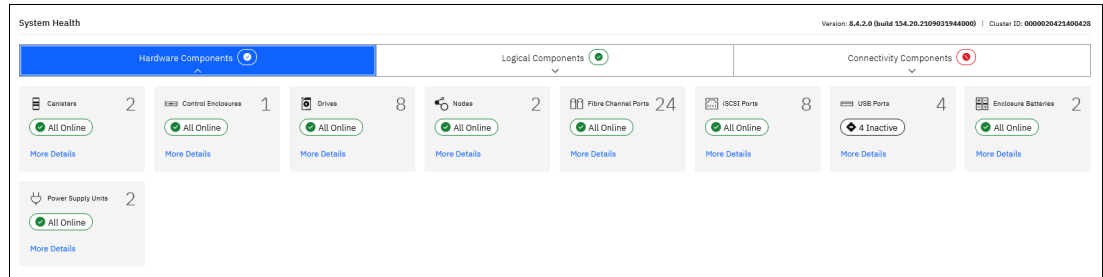 System Health
Version: 8.4.2.0 (build 154.20.2109031944000) | Cluster ID: 0000020421400428
Hardware Components
Logical Components
Connectivity Components
Canisters 2
All Online
More Details
Control Enclosures 1
All Online
More Details
Drives 8
All Online
More Details
Nodes 2
All Online
More Details
Fibre Channel Ports 24
All Online
More Details
iSCSI Ports 8
All Online
More Details
USB Ports 4
4 Inactive
More Details
Enclosure Batteries 2
All Online
More Details
Power Supply Units 2
All Online
More Details